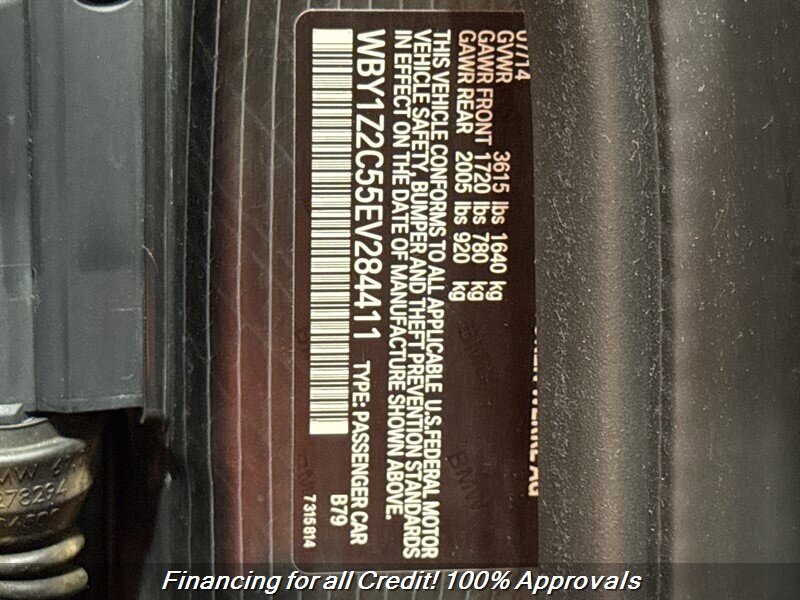 07/14
GVWR 3615 lbs 1640 kg
GAWR FRONT 1720 lbs 780 kg
GAWR REAR 2005 lbs 920 kg
THIS VEHICLE CONFORMS TO ALL APPLICABLE U.S.FEDERAL MOTOR
VEHICLE SAFETY, BUMPER AND THEFT PREVENTION STANDARDS
IN EFFECT ON THE DATE OF MANUFACTURE SHOWN ABOVE.
WBY1Z2C55EV284411 TYPE: PASSENGER CAR
B79
7315814
BMW
278294
Financing for all Credit! 100% Approvals